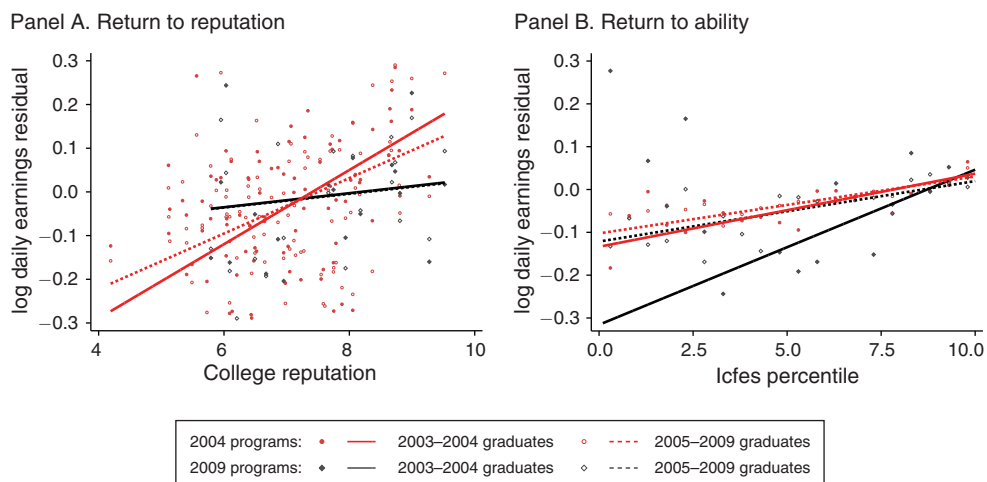 Panel A. Return to reputation
log daily earnings residual
0.3
0.2
0.1
0.0
−0.1
−0.2
−0.3
4
6
8
10
College reputation
Panel B. Return to ability
log daily earnings residual
0.3
0.2
0.1
0.0
−0.1
−0.2
−0.3
0.0
2.5
5.0
7.5
10.0
Icfes percentile
2004 programs: 2003–2004 graduates 2005–2009 graduates
2009 programs: 2003–2004 graduates 2005–2009 graduates